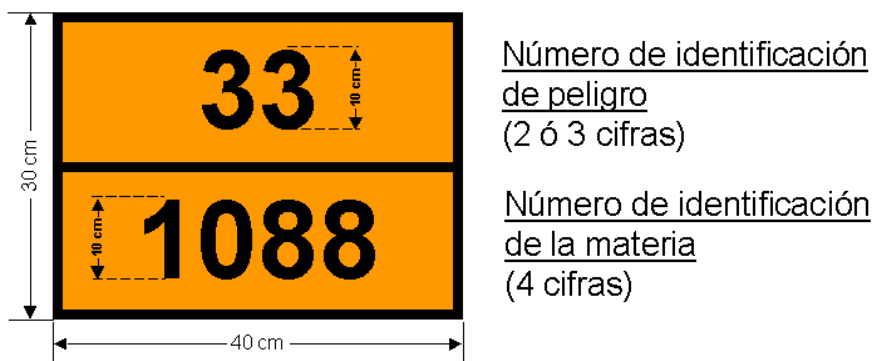 33
10 cm
Número de identificación
de peligro
(2 ó 3 cifras)
30 cm
1088
10 cm
Número de identificación
de la materia
(4 cifras)
40 cm